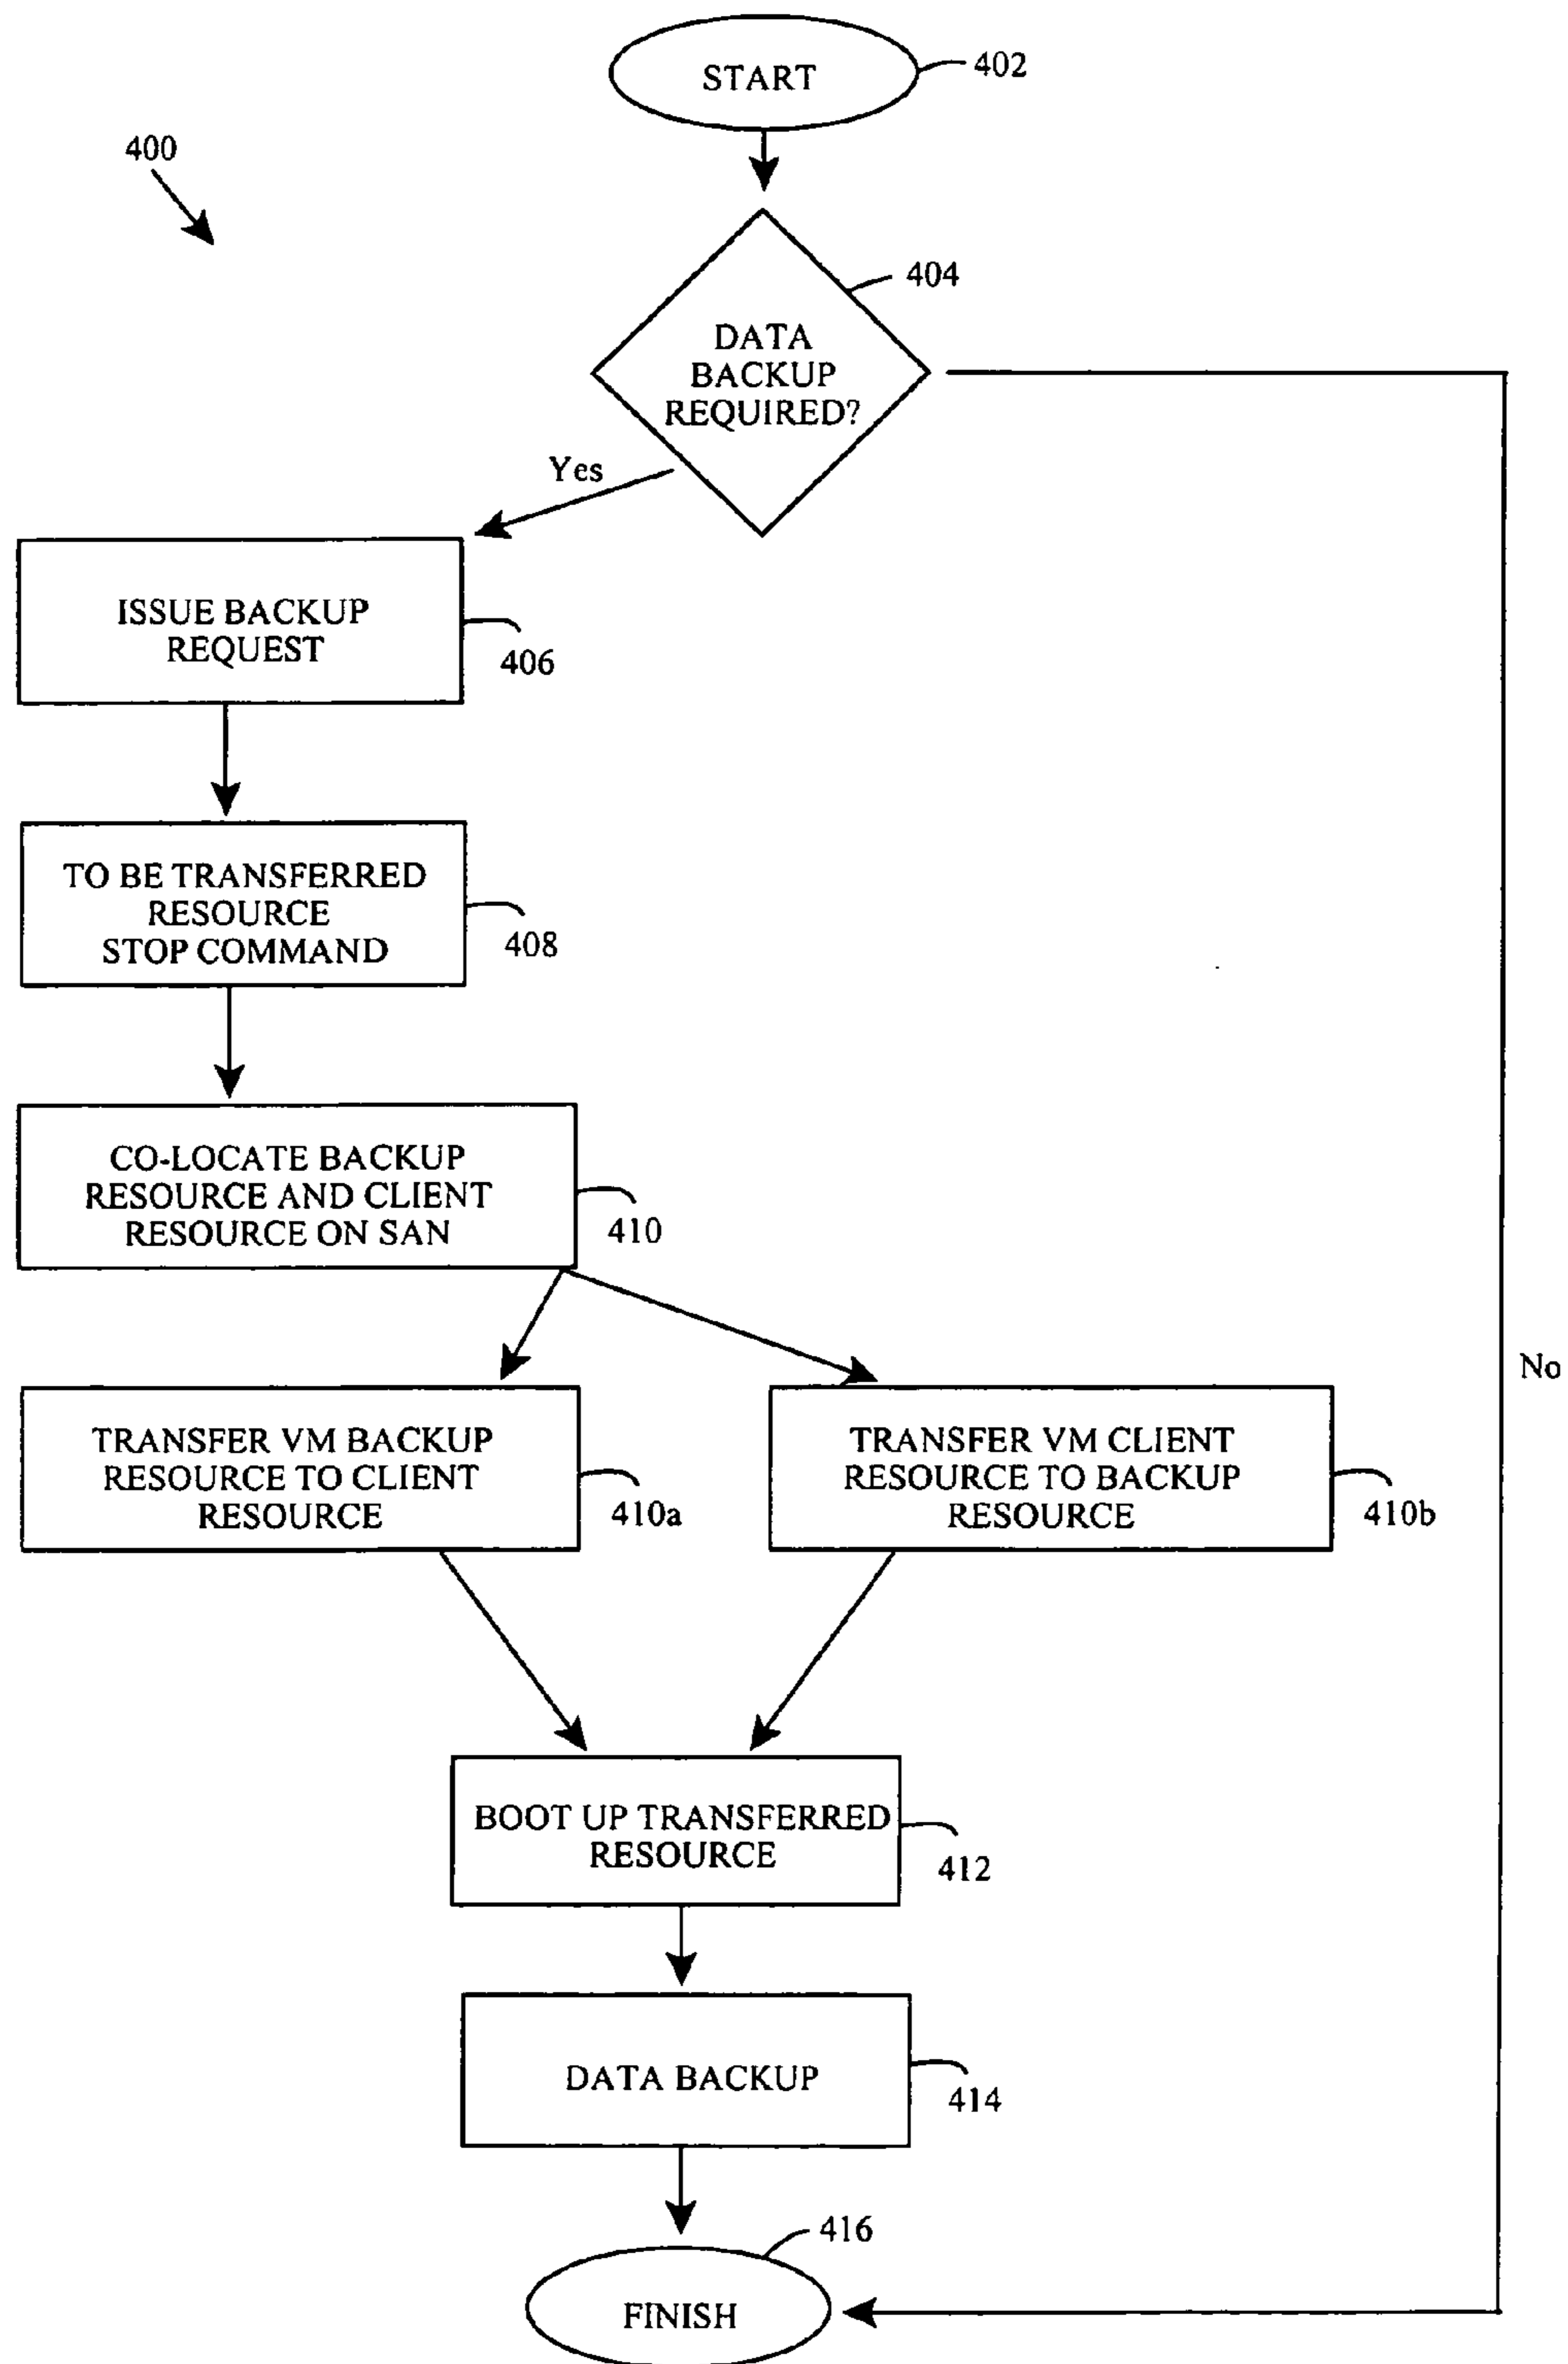 START
402
400
404
DATA
BACKUP
REQUIRED?
Yes
ISSUE BACKUP
REQUEST
406
TO BE TRANSFERRED
RESOURCE
STOP COMMAND
408
CO-LOCATE BACKUP
RESOURCE AND CLIENT
RESOURCE ON SAN
410
No
TRANSFER VM BACKUP
RESOURCE TO CLIENT
RESOURCE
410a
TRANSFER VM CLIENT
RESOURCE TO BACKUP
RESOURCE
410b
BOOT UP TRANSFERRED
RESOURCE
412
DATA BACKUP
414
416
FINISH